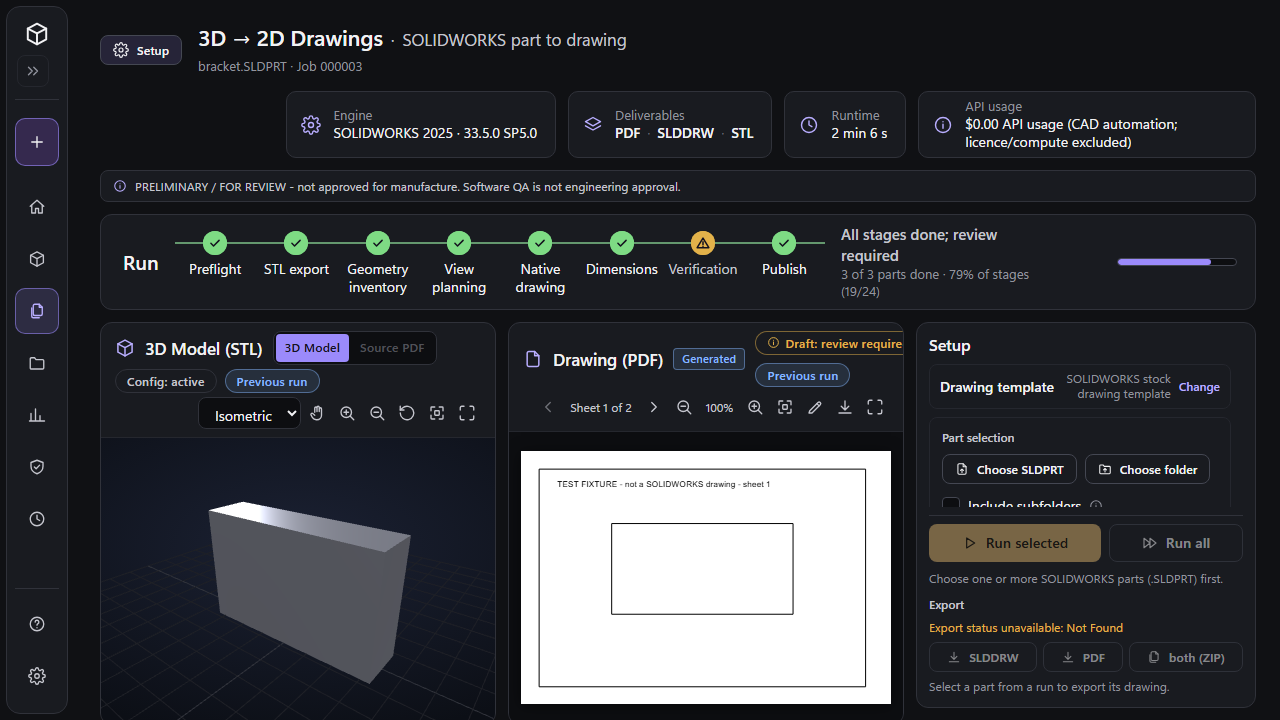 Setup
3D → 2D Drawings · SOLIDWORKS part to drawing
bracket.SLDPRT · Job 000003
Engine
SOLIDWORKS 2025 · 33.5.0 SP5.0
Deliverables
PDF · SLDDRW · STL
Runtime
2 min 6 s
API usage
$0.00 API usage (CAD automation;
licence/compute excluded)
PRELIMINARY / FOR REVIEW - not approved for manufacture. Software QA is not engineering approval.
Run
Preflight
STL export
Geometry
inventory
View
planning
Native
drawing
Dimensions
Verification
Publish
All stages done; review
required
3 of 3 parts done · 79% of stages
(19/24)
3D Model (STL)
3D Model
Source PDF
Config: active
Previous run
Isometric
Drawing (PDF)
Generated
Draft: review require
Previous run
Sheet 1 of 2
100%
TEST FIXTURE - not a SOLIDWORKS drawing - sheet 1
Setup
Drawing template
SOLIDWORKS stock
drawing template
Change
Part selection
Choose SLDPRT
Choose folder
Include subfolders
Run selected
Run all
Choose one or more SOLIDWORKS parts (.SLDPRT) first.
Export
Export status unavailable: Not Found
SLDDRW
PDF
both (ZIP)
Select a part from a run to export its drawing.